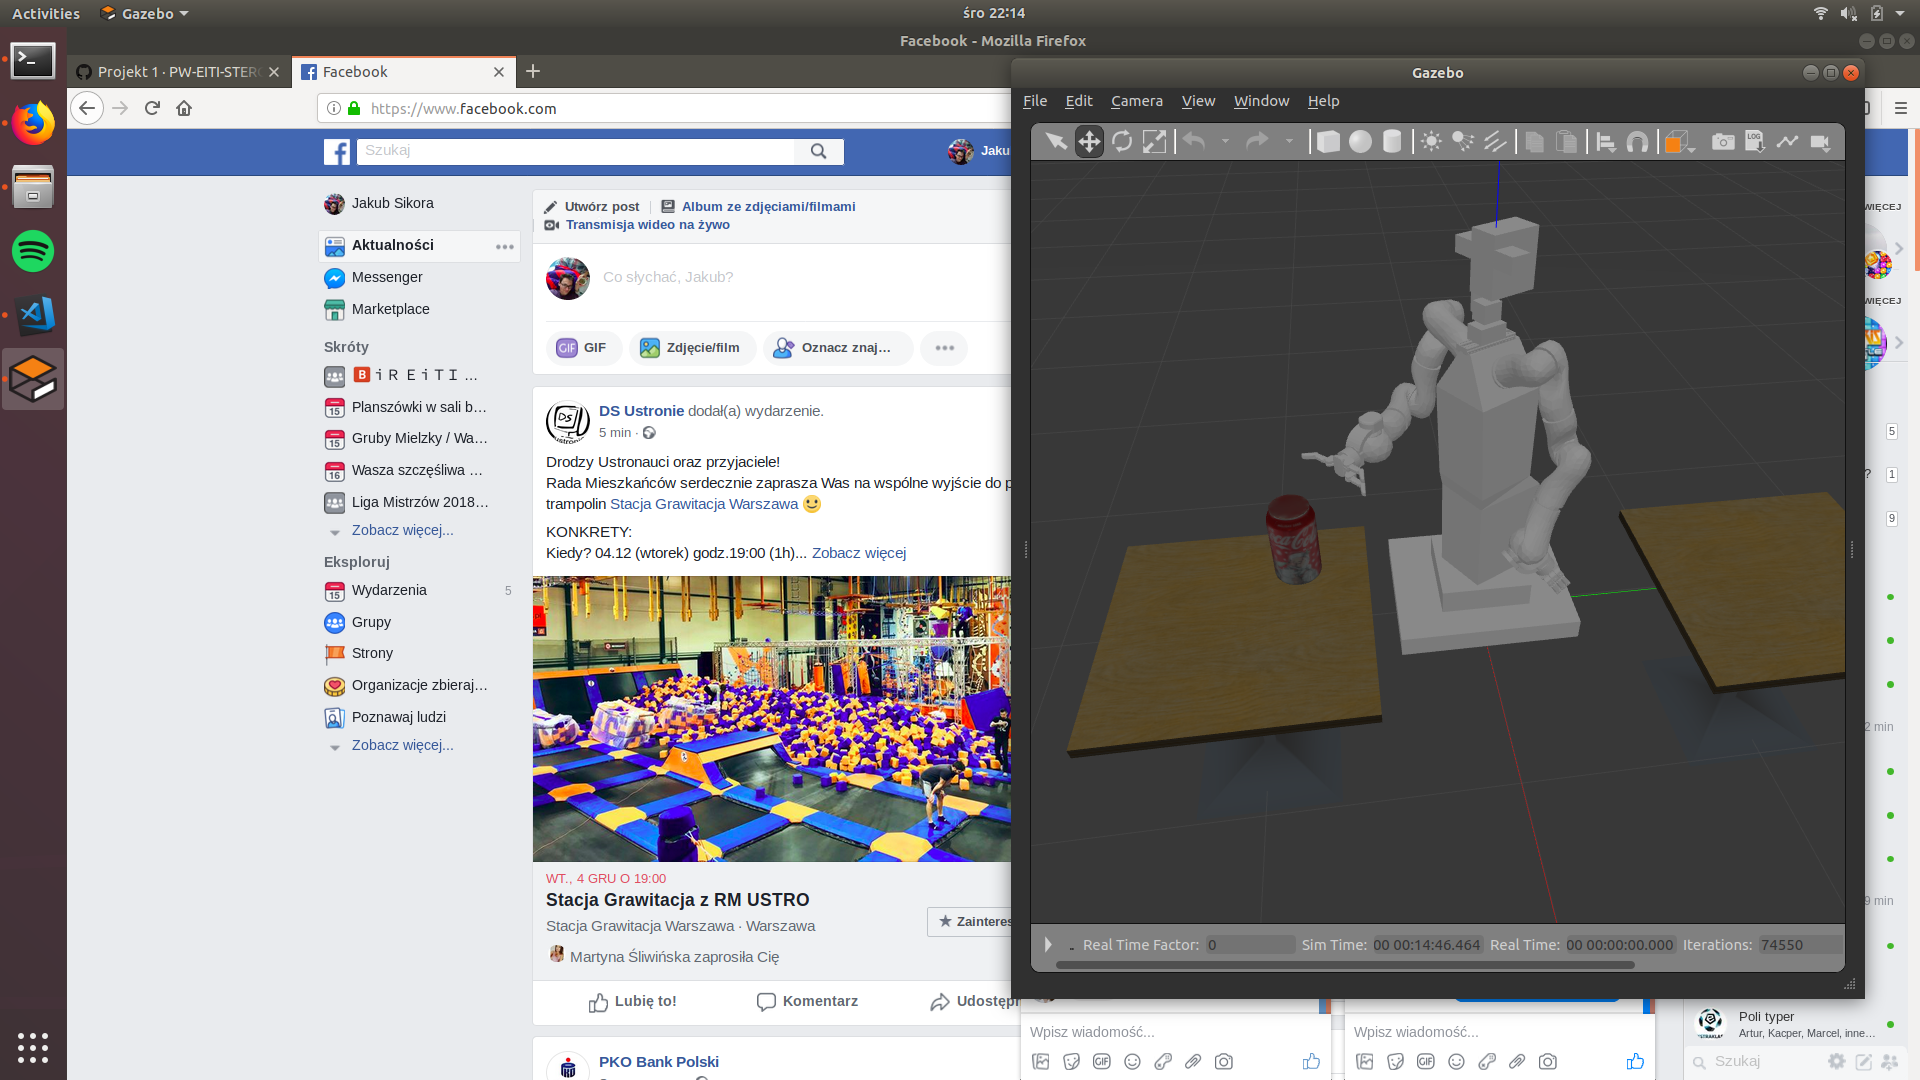 Activities
Gazebo
śro 22:14
Facebook - Mozilla Firefox
Projekt 1 · PW-EITI-STERO
Facebook
https://www.facebook.com
Szukaj
Jaku
Jakub Sikora
Aktualności
Messenger
Marketplace
Skróty
B i R E i T I ...
Planszówki w sali b...
Gruby Mielzky / Wa...
Wasza szczęśliwa ...
Liga Mistrzów 2018...
Zobacz więcej...
Eksploruj
Wydarzenia 5
Grupy
Strony
Organizacje zbieraj...
Poznawaj ludzi
Zobacz więcej...
Utwórz post
Album ze zdjęciami/filmami
Transmisja wideo na żywo
Co słychać, Jakub?
GIF
Zdjęcie/film
Oznacz znaj...
DS Ustronie dodał(a) wydarzenie.
5 min ·
Drodzy Ustronauci oraz przyjaciele!
Rada Mieszkańców serdecznie zaprasza Was na wspólne wyjście do p
trampolin Stacja Grawitacja Warszawa
KONKRETY:
Kiedy? 04.12 (wtorek) godz.19:00 (1h)... Zobacz więcej
WT., 4 GRU O 19:00
Stacja Grawitacja z RM USTRO
Stacja Grawitacja Warszawa · Warszawa
Zainteres
Martyna Śliwińska zaprosiła Cię
Lubię to!
Komentarz
Udostępn
PKO Bank Polski
Gazebo
File Edit Camera View Window Help
LOG
Coca-Cola
Real Time Factor: 0 Sim Time: 00 00:14:46.464 Real Time: 00 00:00:00.000 Iterations: 74550
WIĘCEJ
WIĘCEJ
5
? 1
9
2 min
9 min
Wpisz wiadomość...
GIF
Wpisz wiadomość...
GIF
Poli typer
Artur, Kacper, Marcel, inne...
Szukaj